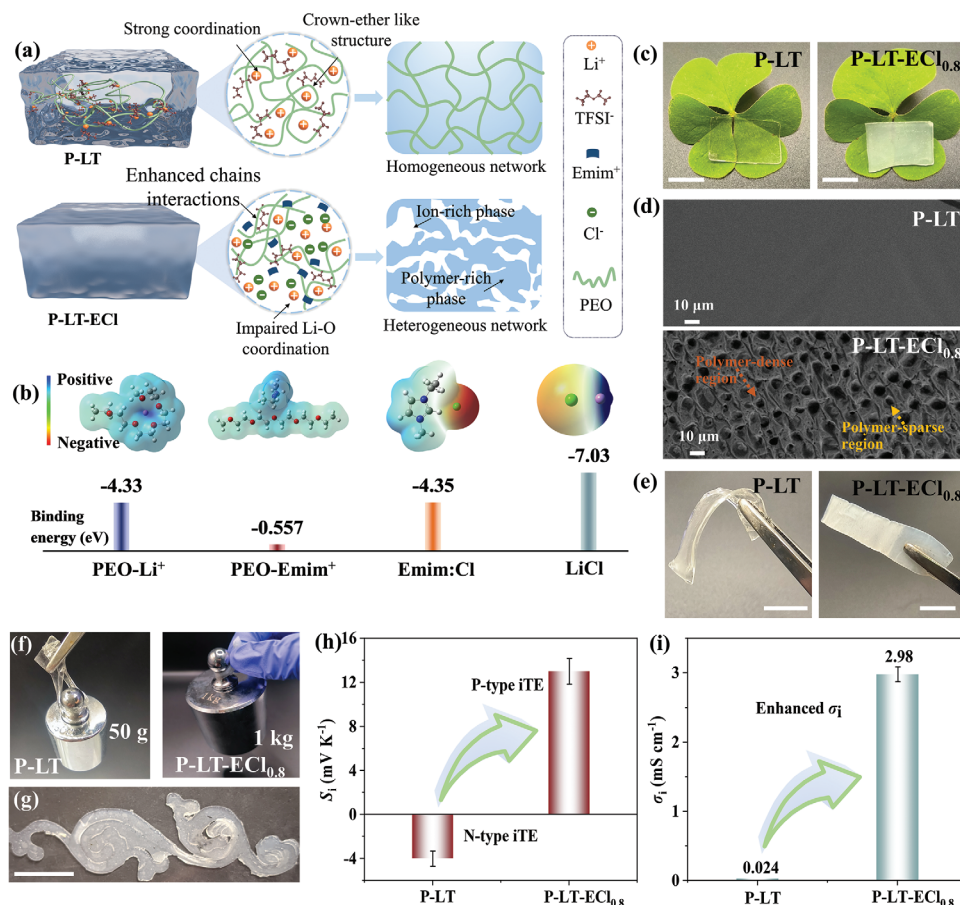 (a)
Strong coordination
Crown-ether like
structure
P-LT
Homogeneous network
Enhanced chains
interactions
Ion-rich phase
Polymer-rich
phase
P-LT-ECl
Impaired Li-O
coordination
Heterogeneous network
Li⁺
TFSI⁻
Emim⁺
Cl⁻
PEO
(b)
Positive
Negative
Binding
energy (eV)
-4.33
-0.557
-4.35
-7.03
PEO-Li⁺
PEO-Emim⁺
Emim:Cl
LiCl
(c)
P-LT
P-LT-ECl₀.₈
(d)
P-LT
10 μm
P-LT-ECl₀.₈
Polymer-dense
region
Polymer-sparse
region
10 μm
(e)
P-LT
P-LT-ECl₀.₈
(f)
50 g
P-LT
1 kg
P-LT-ECl₀.₈
(g)
(h)
Sᵢ (mV K⁻¹)
16
12
8
4
0
-4
P-type iTE
N-type iTE
P-LT
P-LT-ECl₀.₈
(i)
σᵢ (mS cm⁻¹)
3
2
1
0
2.98
Enhanced σᵢ
0.024
P-LT
P-LT-ECl₀.₈